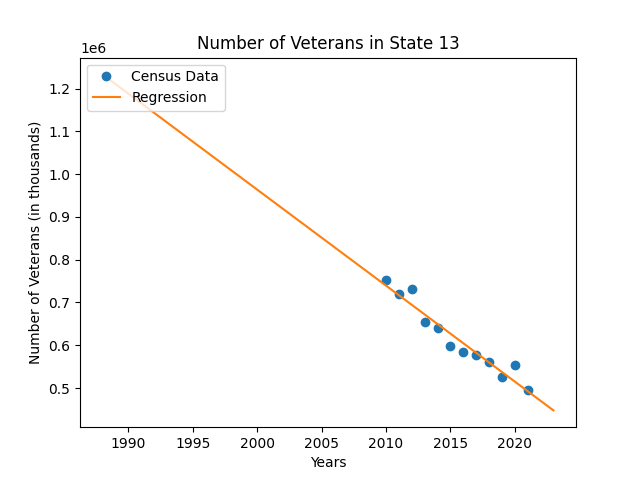 Number of Veterans in State 13
1e6
Census Data
Regression
1.2
1.1
1.0
0.9
0.8
0.7
0.6
0.5
Number of Veterans (in thousands)
1990 1995 2000 2005 2010 2015 2020
Years